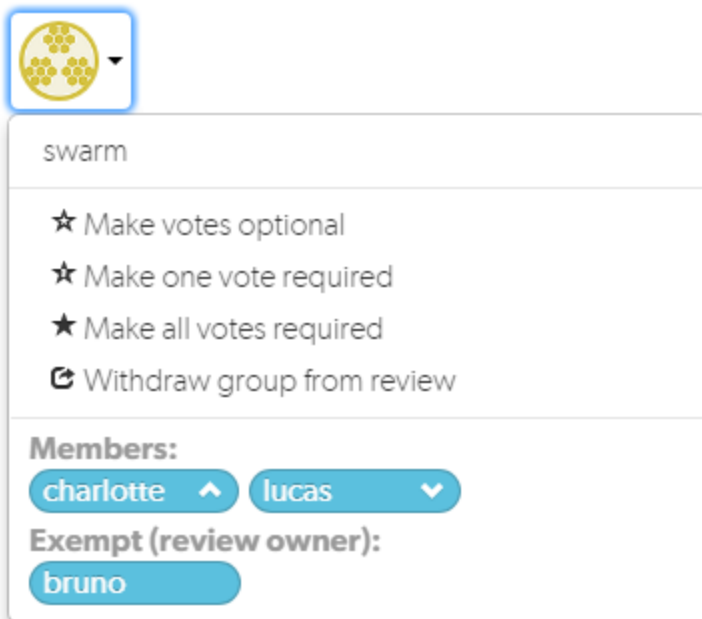 swarm
Make votes optional
Make one vote required
Make all votes required
Withdraw group from review
Members:
charlotte lucas
Exempt (review owner):
bruno